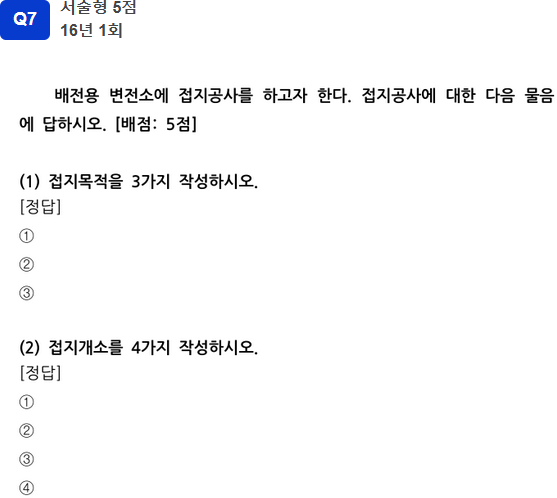 Q7
서술형 5점
16년 1회
배전용 변전소에 접지공사를 하고자 한다. 접지공사에 대한 다음 물음
에 답하시오. [배점: 5점]
(1) 접지목적을 3가지 작성하시오.
[정답]
①
②
③
(2) 접지개소를 4가지 작성하시오.
[정답]
①
②
③
④